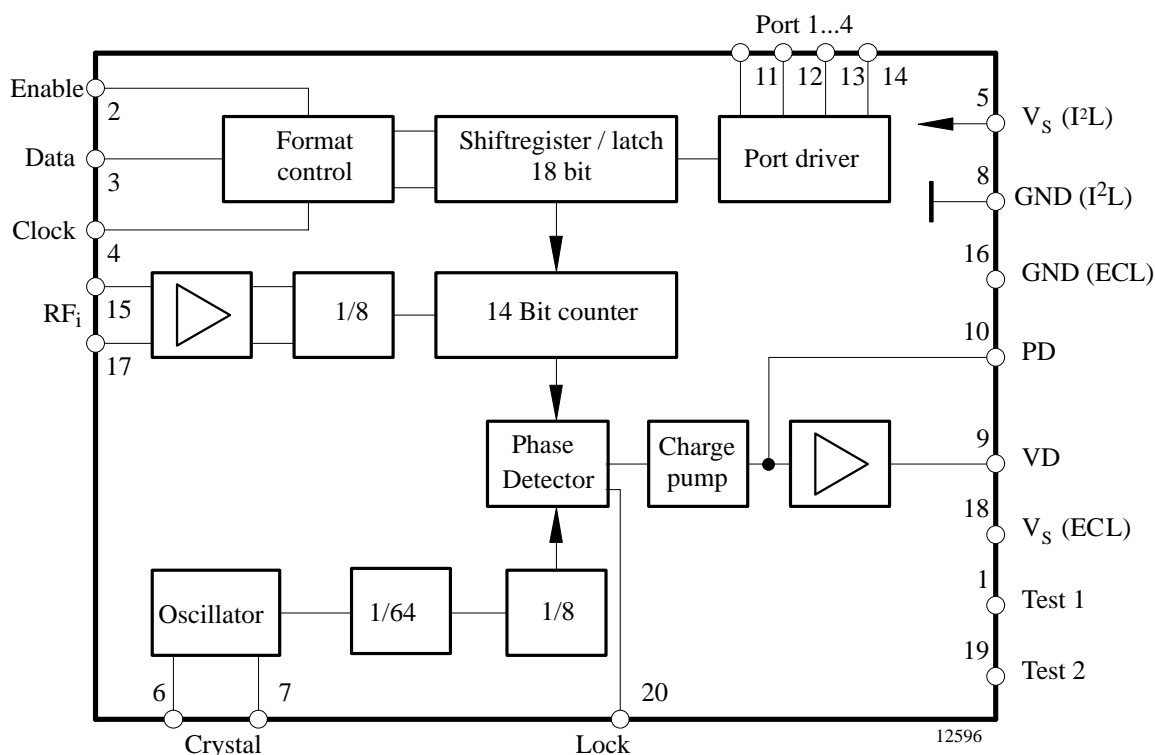 Port 1...4
11 12 13 14
Enable
2
Data
3
Clock
4
Format
control
Shiftregister / latch
18 bit
Port driver
5
V_S (I²L)
8
GND (I²L)
16
GND (ECL)
RF_i
15
17
1/8
14 Bit counter
10
PD
Phase
Detector
Charge
pump
9
VD
18
V_S (ECL)
Oscillator
1/64
1/8
1
Test 1
19
Test 2
6
7
20
Crystal
Lock
12596